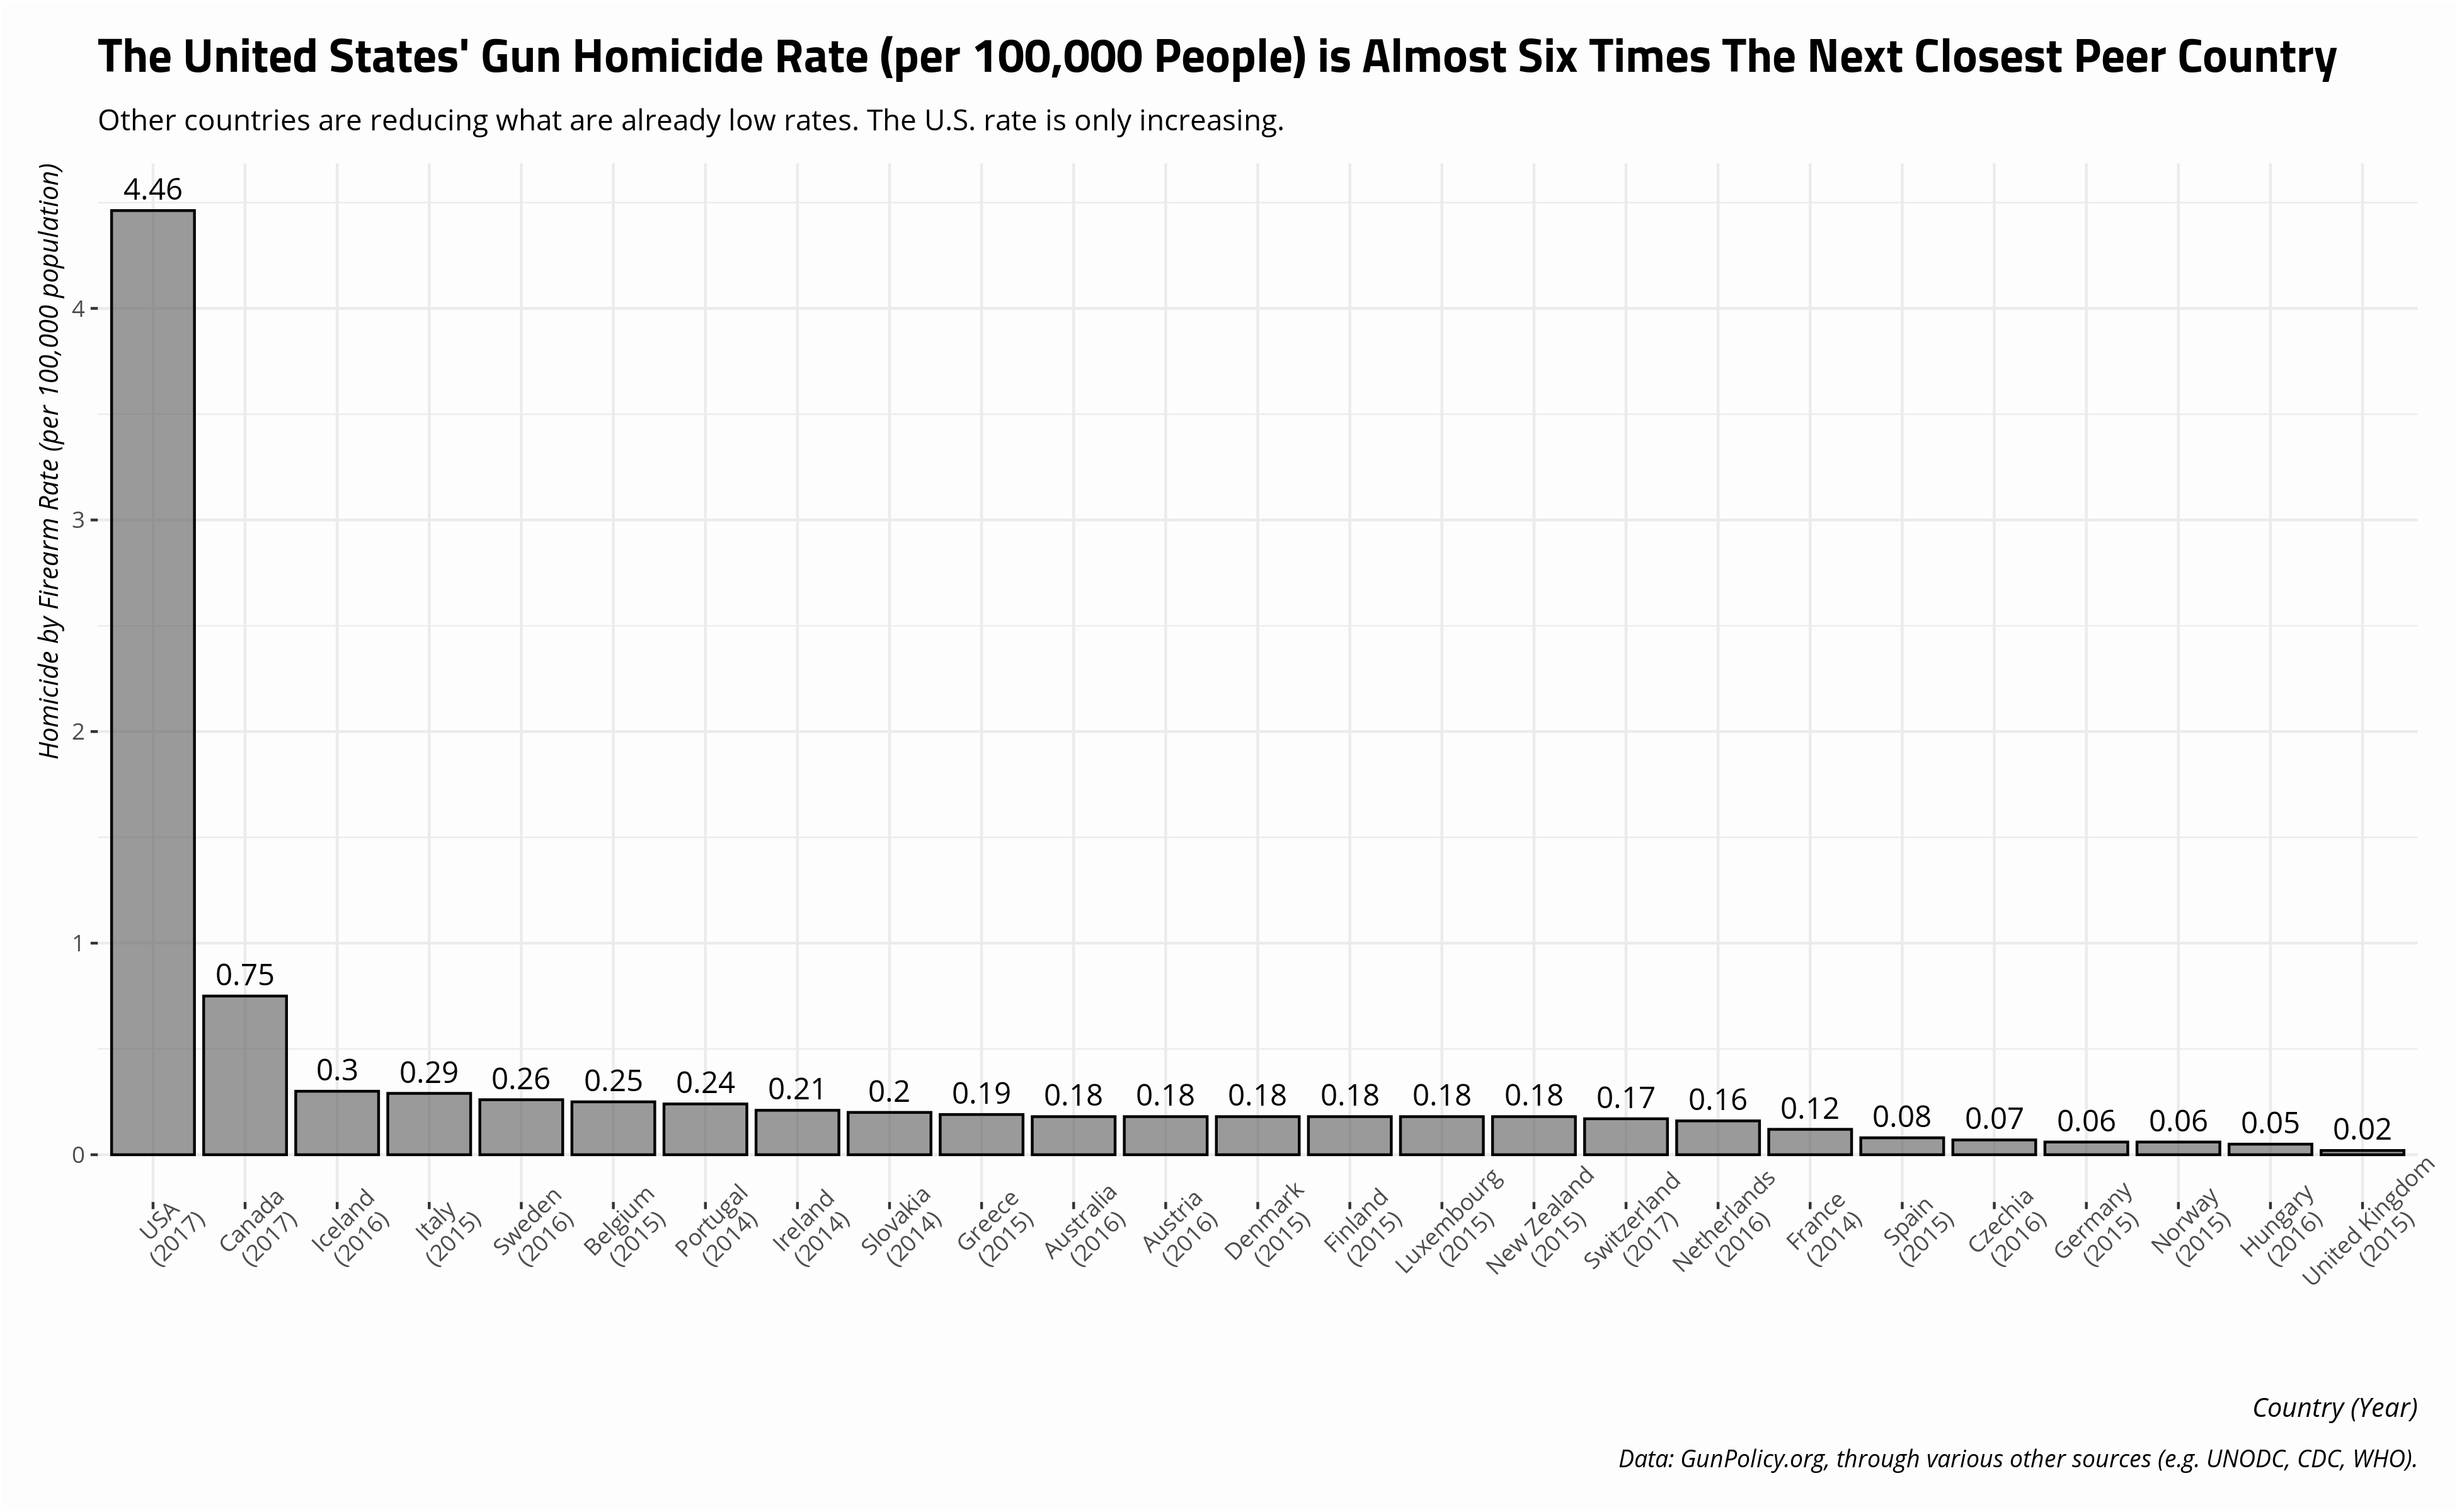 The United States' Gun Homicide Rate (per 100,000 People) is Almost Six Times The Next Closest Peer Country
Other countries are reducing what are already low rates. The U.S. rate is only increasing.
Homicide by Firearm Rate (per 100,000 population)
4
3
2
1
0
4.46
0.75
0.3
0.29
0.26
0.25
0.24
0.21
0.2
0.19
0.18
0.18
0.18
0.18
0.18
0.18
0.17
0.16
0.12
0.08
0.07
0.06
0.06
0.05
0.02
USA
(2017)
Canada
(2017)
Iceland
(2016)
Italy
(2015)
Sweden
(2016)
Belgium
(2015)
Portugal
(2014)
Ireland
(2014)
Slovakia
(2014)
Greece
(2015)
Australia
(2016)
Austria
(2016)
Denmark
(2015)
Finland
(2015)
Luxembourg
(2015)
New Zealand
(2015)
Switzerland
(2017)
Netherlands
(2016)
France
(2014)
Spain
(2015)
Czechia
(2016)
Germany
(2015)
Norway
(2015)
Hungary
(2016)
United Kingdom
(2015)
Country (Year)
Data: GunPolicy.org, through various other sources (e.g. UNODC, CDC, WHO).